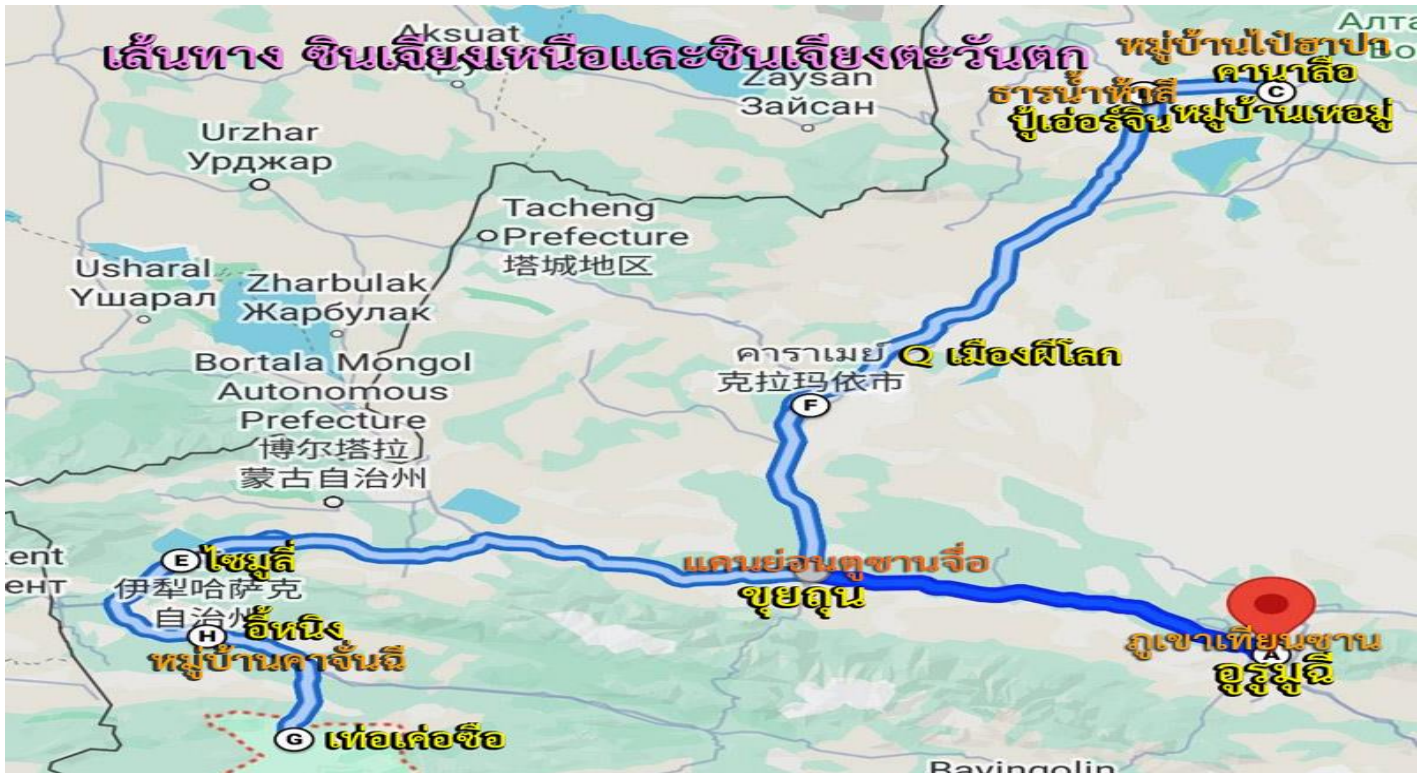 Aksuat
Алта
เส้นทาง ซินเจียงเหนือและซินเจียงตะวันตก
หมู่บ้านไป๋ฮาปา
Во
คานาสือ
Zaysan
Зайсан
C
ธารน้ำห้าสี
ปู้เอ่อร์จิน
หมู่บ้านเหอมู่
Urzhar
Урджар
Tacheng
Prefecture
塔城地区
Usharal
Ушарал
Zharbulak
Жарбулак
คาราเมย์
克拉玛依市
Q เมืองผีโลก
F
Bortala Mongol
Autonomous
Prefecture
博尔塔拉
蒙古自治州
E
ไซมูลี่
伊犁哈萨克
自治州
แคนย่อนตูซานจื่อ
ขุยถุน
H
อี้หนิง
หมู่บ้านคาจั่นฉี
ภูเขาเทียนซาน
A
อูรูมูฉี
G
เท่อเค่อซือ
Bayingolin